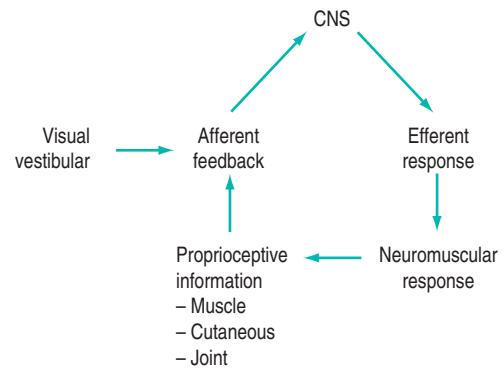 CNS
Visual
vestibular
Afferent
feedback
Efferent
response
Proprioceptive
information
– Muscle
– Cutaneous
– Joint
Neuromuscular
response